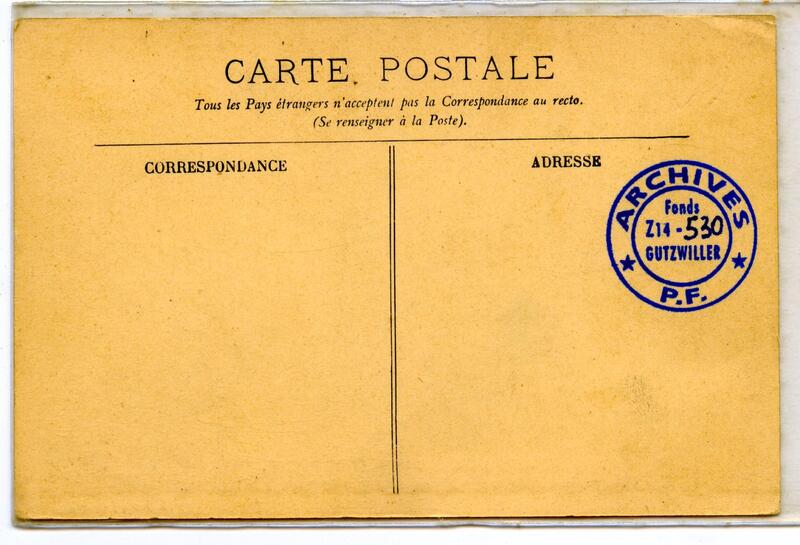 CARTE POSTALE
Tous les Pays étrangers n'acceptent pas la Correspondance au recto.
(Se renseigner à la Poste).
CORRESPONDANCE
ADRESSE
ARCHIVES
Fonds
Z14-530
GUTZWILLER
P.F.